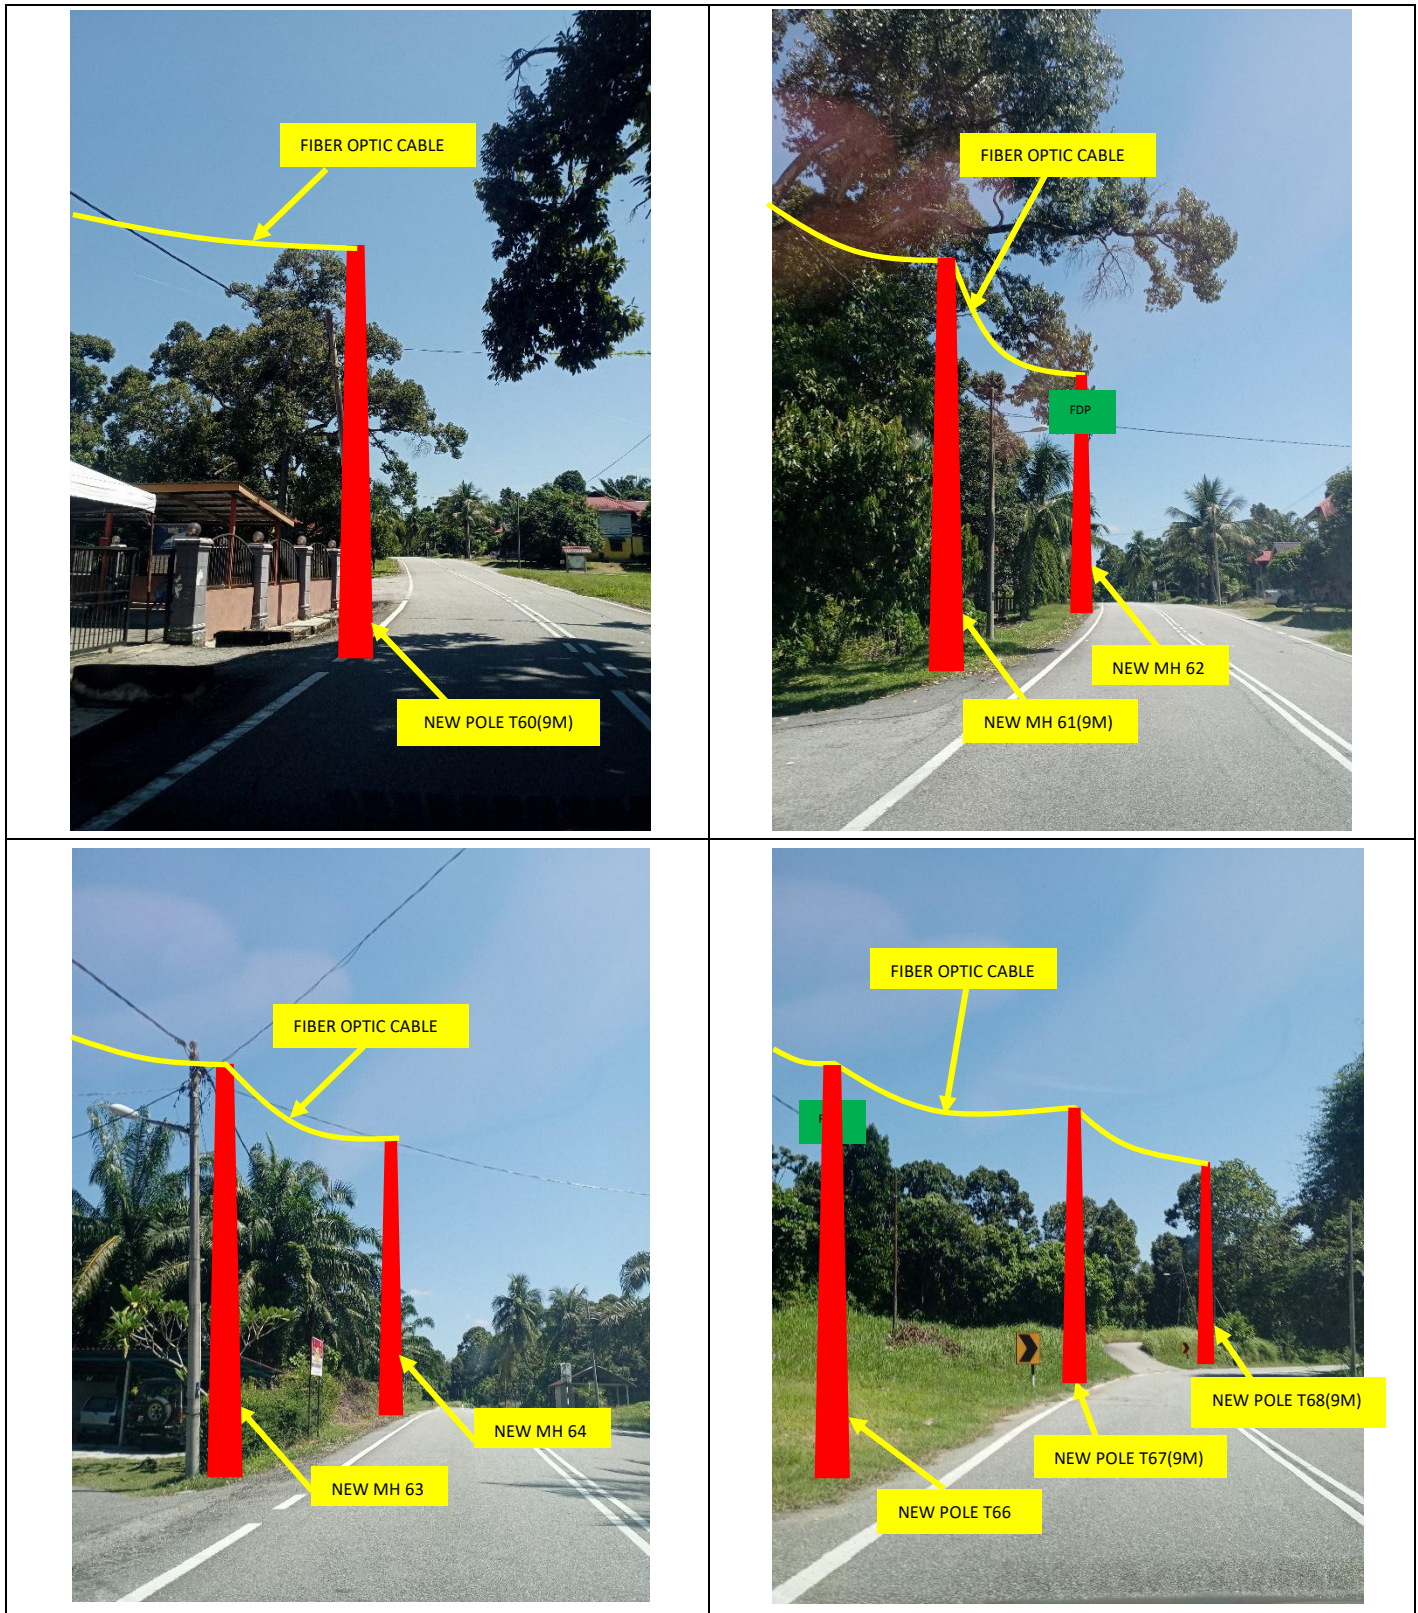 FIBER OPTIC CABLE
NEW POLE T60(9M)
FIBER OPTIC CABLE
FDP
NEW MH 62
NEW MH 61(9M)
FIBER OPTIC CABLE
NEW MH 64
NEW MH 63
FIBER OPTIC CABLE
NEW POLE T68(9M)
NEW POLE T67(9M)
NEW POLE T66